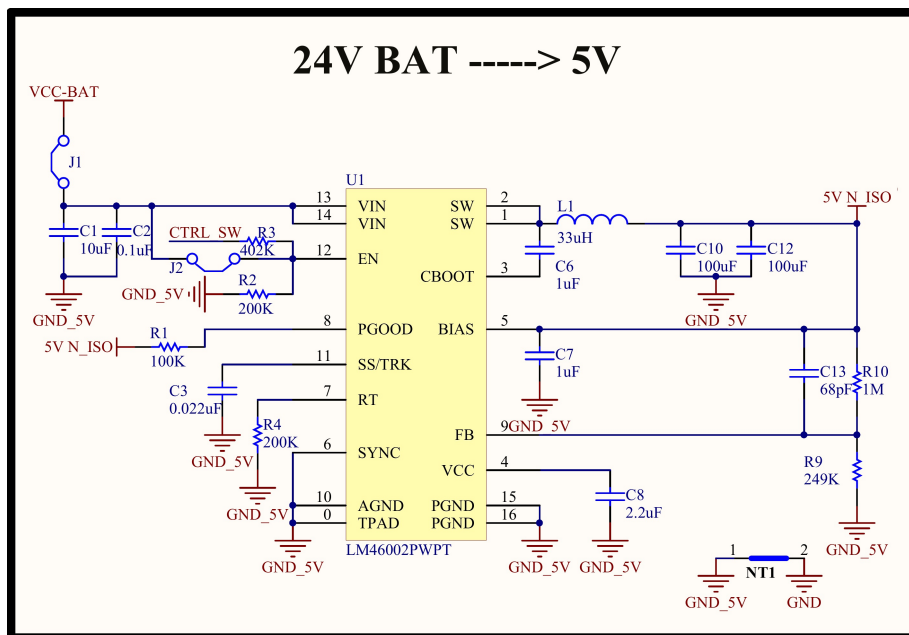 24V BAT -----> 5V
VCC-BAT
J1
U1
13 VIN
14 VIN
C1
10uF
C2
0.1uF
CTRL_SW
R3
402K
J2
12 EN
R2
200K
GND_5V
GND_5V
5V N_ISO
R1
100K
8 PGOOD
11 SS/TRK
C3
0.022uF
GND_5V
7 RT
R4
200K
GND_5V
6 SYNC
10 AGND
0 TPAD
GND_5V
LM46002PWPT
SW 2
SW 1
L1
33uH
C6
1uF
CBOOT 3
5V N_ISO
C10
100uF
C12
100uF
GND_5V
BIAS 5
C7
1uF
GND_5V
C13
68pF
R10
1M
FB 9
R9
249K
GND_5V
VCC 4
C8
2.2uF
GND_5V
PGND 15
PGND 16
GND_5V
1 2
NT1
GND_5V
GND